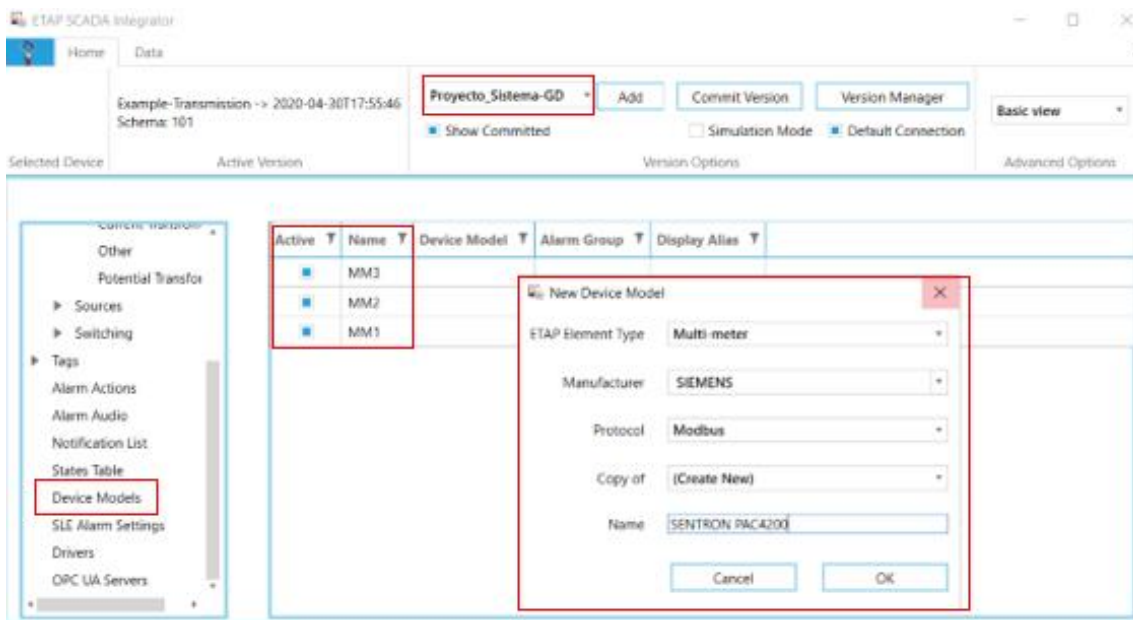 ETAP SCADA Integrator
Home Data
Example-Transmission -> 2020-04-30T17:55:46
Schema: 101
Proyecto_Sistema-GD Add Commit Version Version Manager
Show Committed Simulation Mode Default Connection
Basic view
Selected Device Active Version Version Options Advanced Options
Other
Potential Transfor
Sources
Switching
Tags
Alarm Actions
Alarm Audio
Notification List
States Table
Device Models
SLE Alarm Settings
Drivers
OPC UA Servers
Active Name Device Model Alarm Group Display Alias
MM3
MM2
MM1
New Device Model
ETAP Element Type Multi-meter
Manufacturer SIEMENS
Protocol Modbus
Copy of (Create New)
Name SENTRON PAC4200
Cancel OK